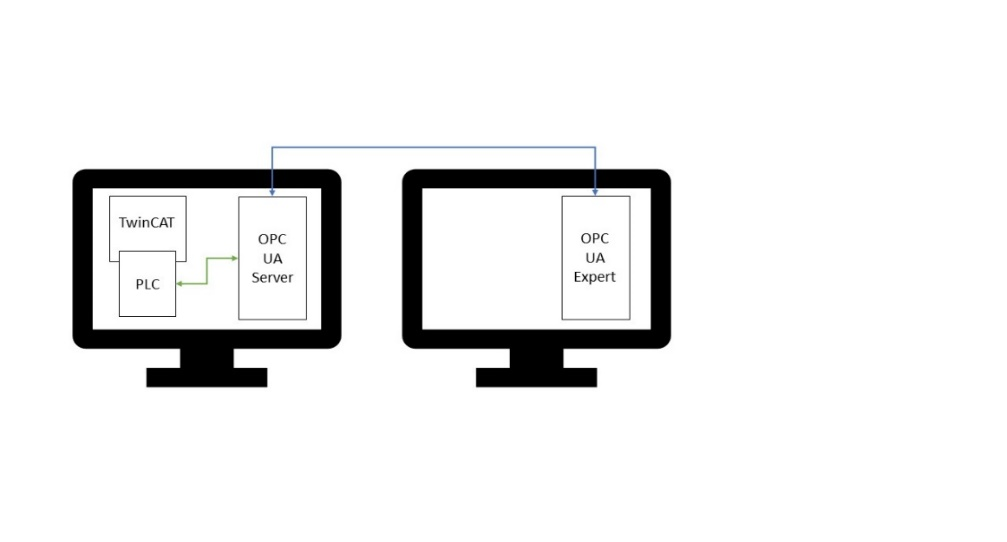 TwinCAT
PLC
OPC
UA
Server
OPC
UA
Expert